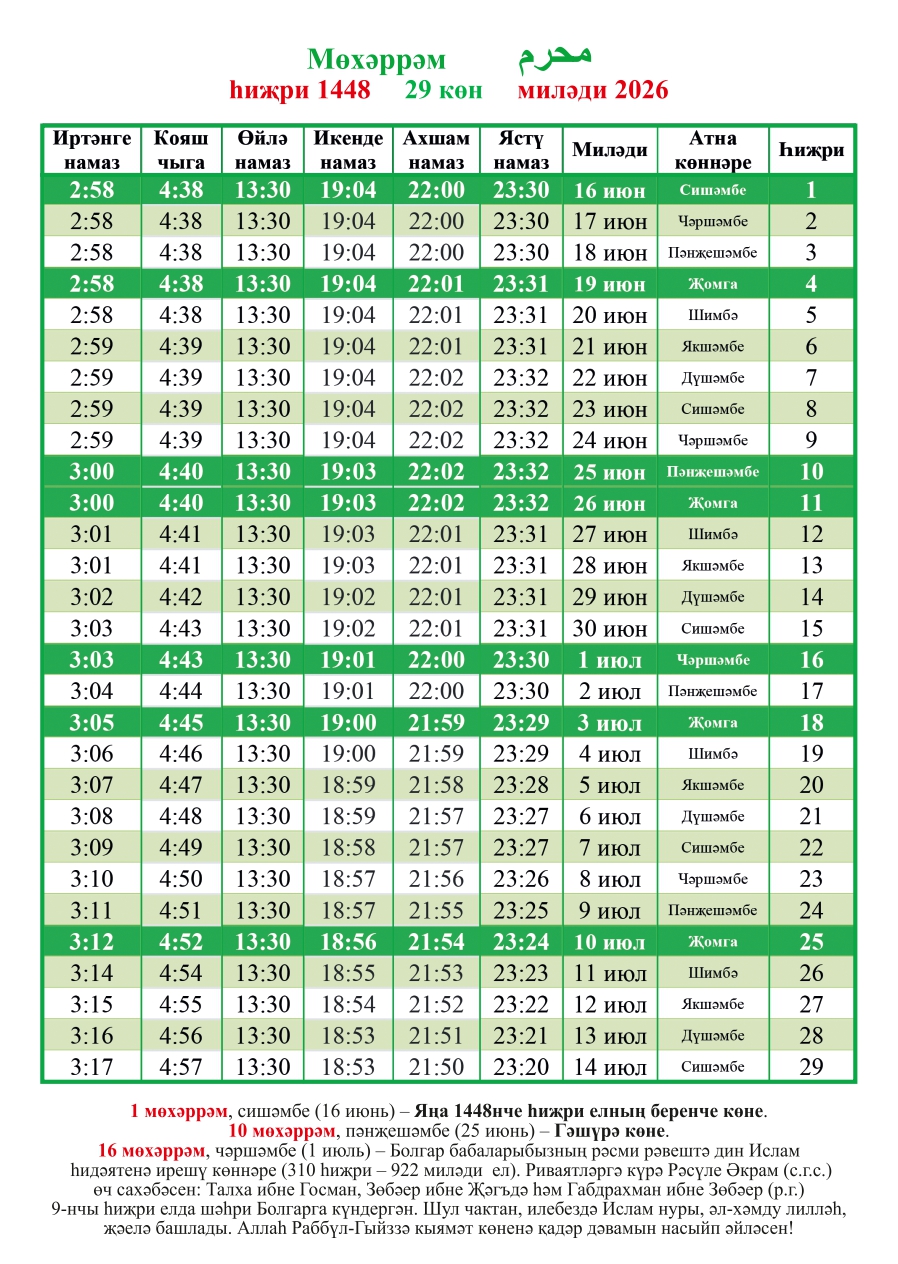 Мөхәррәм محرم
һиҗри 1448 29 көн миләди 2026
Иртәнге намаз Кояш чыга Өйлә намаз Икенде намаз Ахшам намаз Ястү намаз Миләди Атна көннәре Һиҗри
2:58 4:38 13:30 19:04 22:00 23:30 16 июн Сишәмбе 1
2:58 4:38 13:30 19:04 22:00 23:30 17 июн Чәршәмбе 2
2:58 4:38 13:30 19:04 22:00 23:30 18 июн Пәнҗешәмбе 3
2:58 4:38 13:30 19:04 22:01 23:31 19 июн Җомга 4
2:58 4:38 13:30 19:04 22:01 23:31 20 июн Шимбә 5
2:59 4:39 13:30 19:04 22:01 23:31 21 июн Якшәмбе 6
2:59 4:39 13:30 19:04 22:02 23:32 22 июн Дүшәмбе 7
2:59 4:39 13:30 19:04 22:02 23:32 23 июн Сишәмбе 8
2:59 4:39 13:30 19:04 22:02 23:32 24 июн Чәршәмбе 9
3:00 4:40 13:30 19:03 22:02 23:32 25 июн Пәнҗешәмбе 10
3:00 4:40 13:30 19:03 22:02 23:32 26 июн Җомга 11
3:01 4:41 13:30 19:03 22:01 23:31 27 июн Шимбә 12
3:01 4:41 13:30 19:03 22:01 23:31 28 июн Якшәмбе 13
3:02 4:42 13:30 19:02 22:01 23:31 29 июн Дүшәмбе 14
3:03 4:43 13:30 19:02 22:01 23:31 30 июн Сишәмбе 15
3:03 4:43 13:30 19:01 22:00 23:30 1 июл Чәршәмбе 16
3:04 4:44 13:30 19:01 22:00 23:30 2 июл Пәнҗешәмбе 17
3:05 4:45 13:30 19:00 21:59 23:29 3 июл Җомга 18
3:06 4:46 13:30 19:00 21:59 23:29 4 июл Шимбә 19
3:07 4:47 13:30 18:59 21:58 23:28 5 июл Якшәмбе 20
3:08 4:48 13:30 18:59 21:57 23:27 6 июл Дүшәмбе 21
3:09 4:49 13:30 18:58 21:57 23:27 7 июл Сишәмбе 22
3:10 4:50 13:30 18:57 21:56 23:26 8 июл Чәршәмбе 23
3:11 4:51 13:30 18:57 21:55 23:25 9 июл Пәнҗешәмбе 24
3:12 4:52 13:30 18:56 21:54 23:24 10 июл Җомга 25
3:14 4:54 13:30 18:55 21:53 23:23 11 июл Шимбә 26
3:15 4:55 13:30 18:54 21:52 23:22 12 июл Якшәмбе 27
3:16 4:56 13:30 18:53 21:51 23:21 13 июл Дүшәмбе 28
3:17 4:57 13:30 18:53 21:50 23:20 14 июл Сишәмбе 29
1 мөхәррәм, сишәмбе (16 июнь) – Яңа 1448нче һиҗри елның беренче көне.
10 мөхәррәм, пәнҗешәмбе (25 июнь) – Гәшүрә көне.
16 мөхәррәм, чәршәмбе (1 июль) – Болгар бабаларыбызның рәсми рәвештә дин Ислам
һидәятенә ирешү көннәре (310 һиҗри – 922 миләди ел). Риваятләргә күрә Рәсүле Әкрам (с.г.с.)
өч сахәбәсен: Талха ибне Госман, Зөбәер ибне Җәгъдә һәм Габдрахман ибне Зөбәер (р.г.)
9-нчы һиҗри елда шәһри Болгарга күндергән. Шул чактан, илебездә Ислам нуры, әл-хәмду лилләһ,
җәелә башлады. Аллаһ Раббүл-Гыйззә кыямәт көненә қадәр дәвамын насыйп әйләсен!